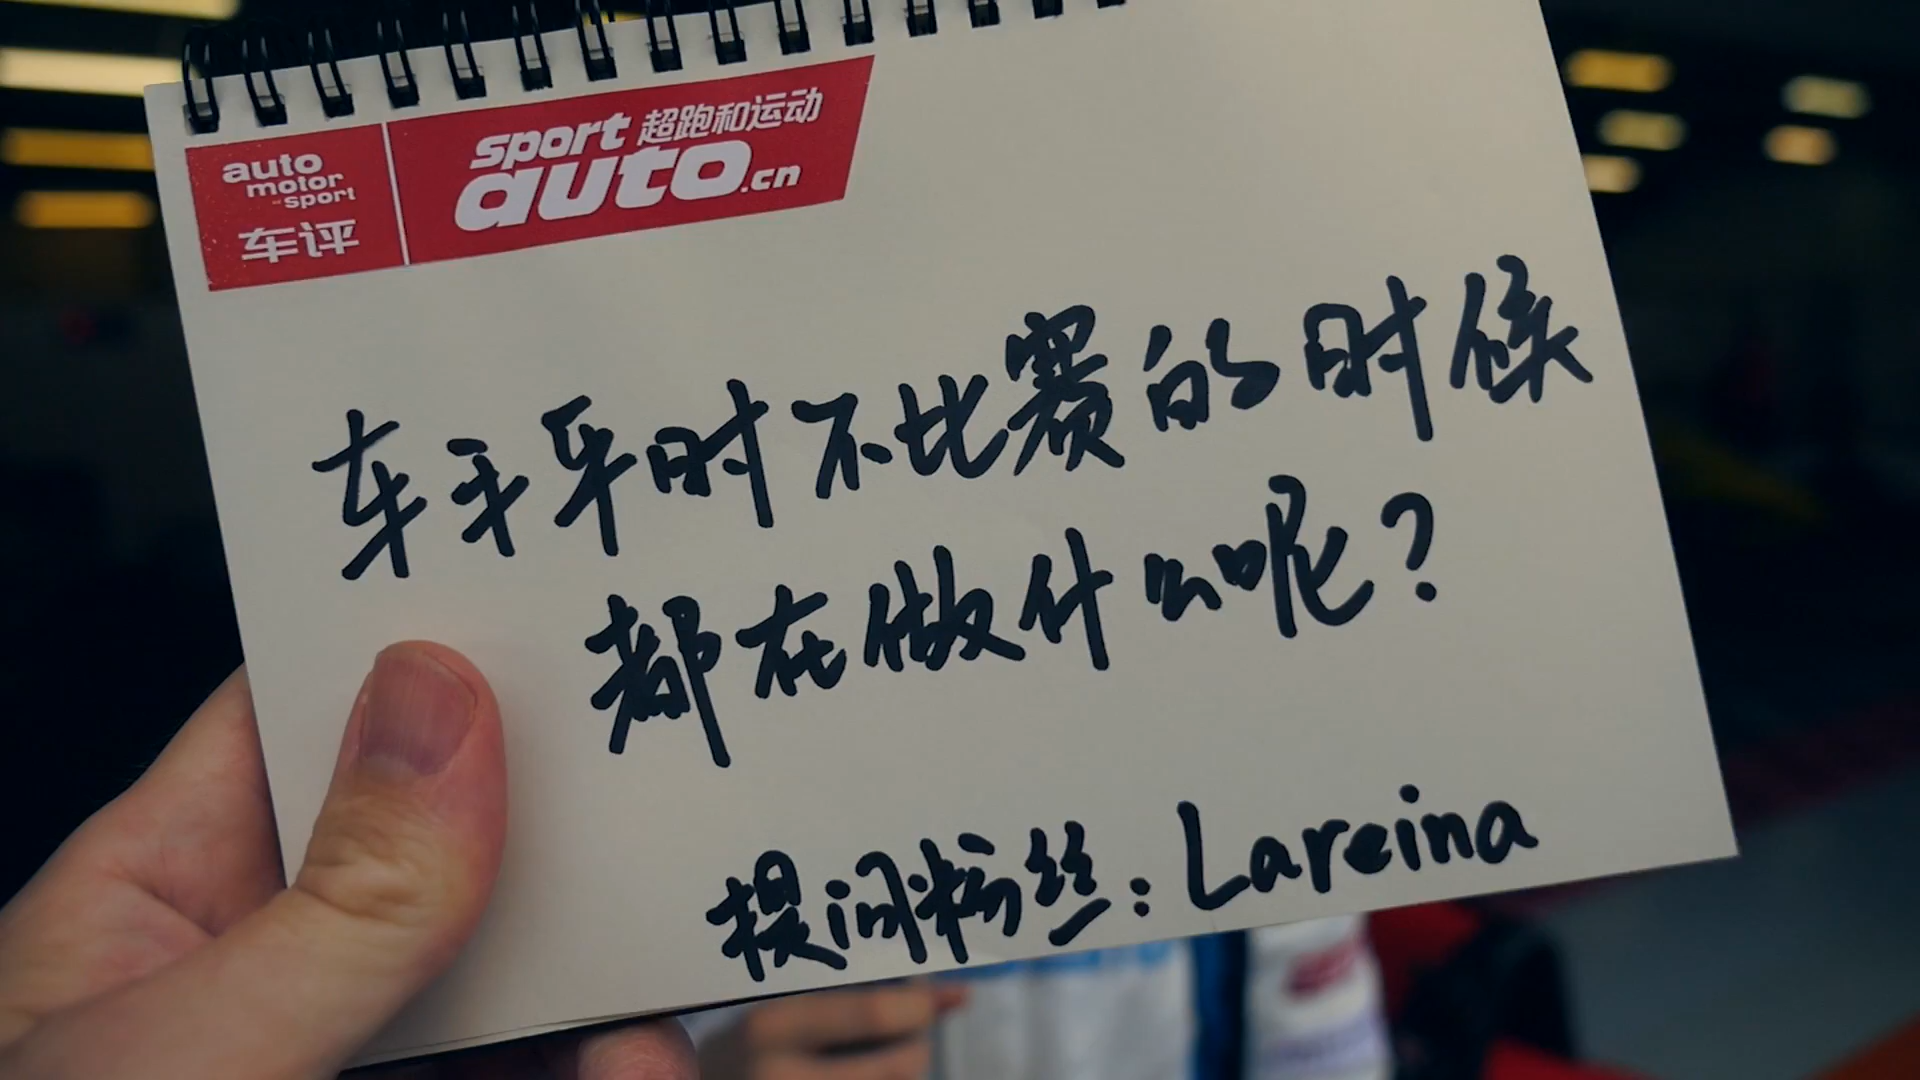 auto
motor
sport
车评
sport 超跑和运动
auto.cn
车手平时不比赛的时候
都在做什么呢？
提问粉丝：Lareina